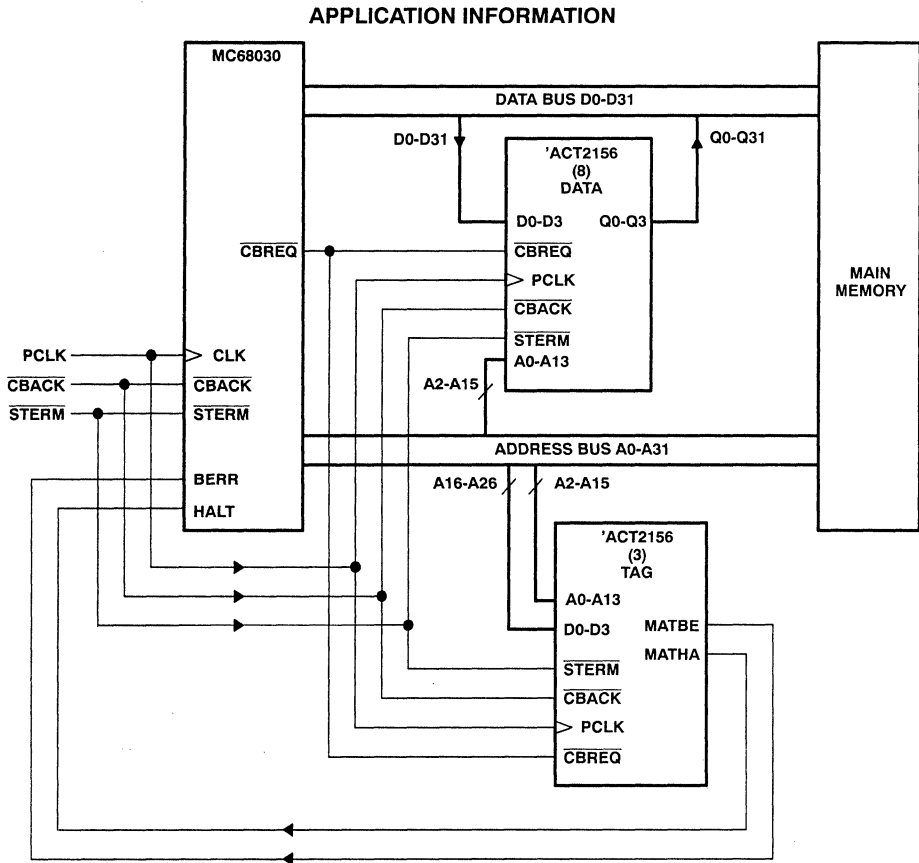 APPLICATION INFORMATION
MC68030
DATA BUS D0-D31
D0-D31
Q0-Q31
'ACT2156
(8)
DATA
D0-D3 Q0-Q3
CBREQ
CBREQ
PCLK
MAIN
MEMORY
CBACK
STERM
A0-A13
PCLK
CLK
CBACK
CBACK
STERM
STERM
A2-A15
ADDRESS BUS A0-A31
BERR
HALT
A16-A26
A2-A15
'ACT2156
(3)
TAG
A0-A13
D0-D3
MATBE
MATHA
STERM
CBACK
PCLK
CBREQ